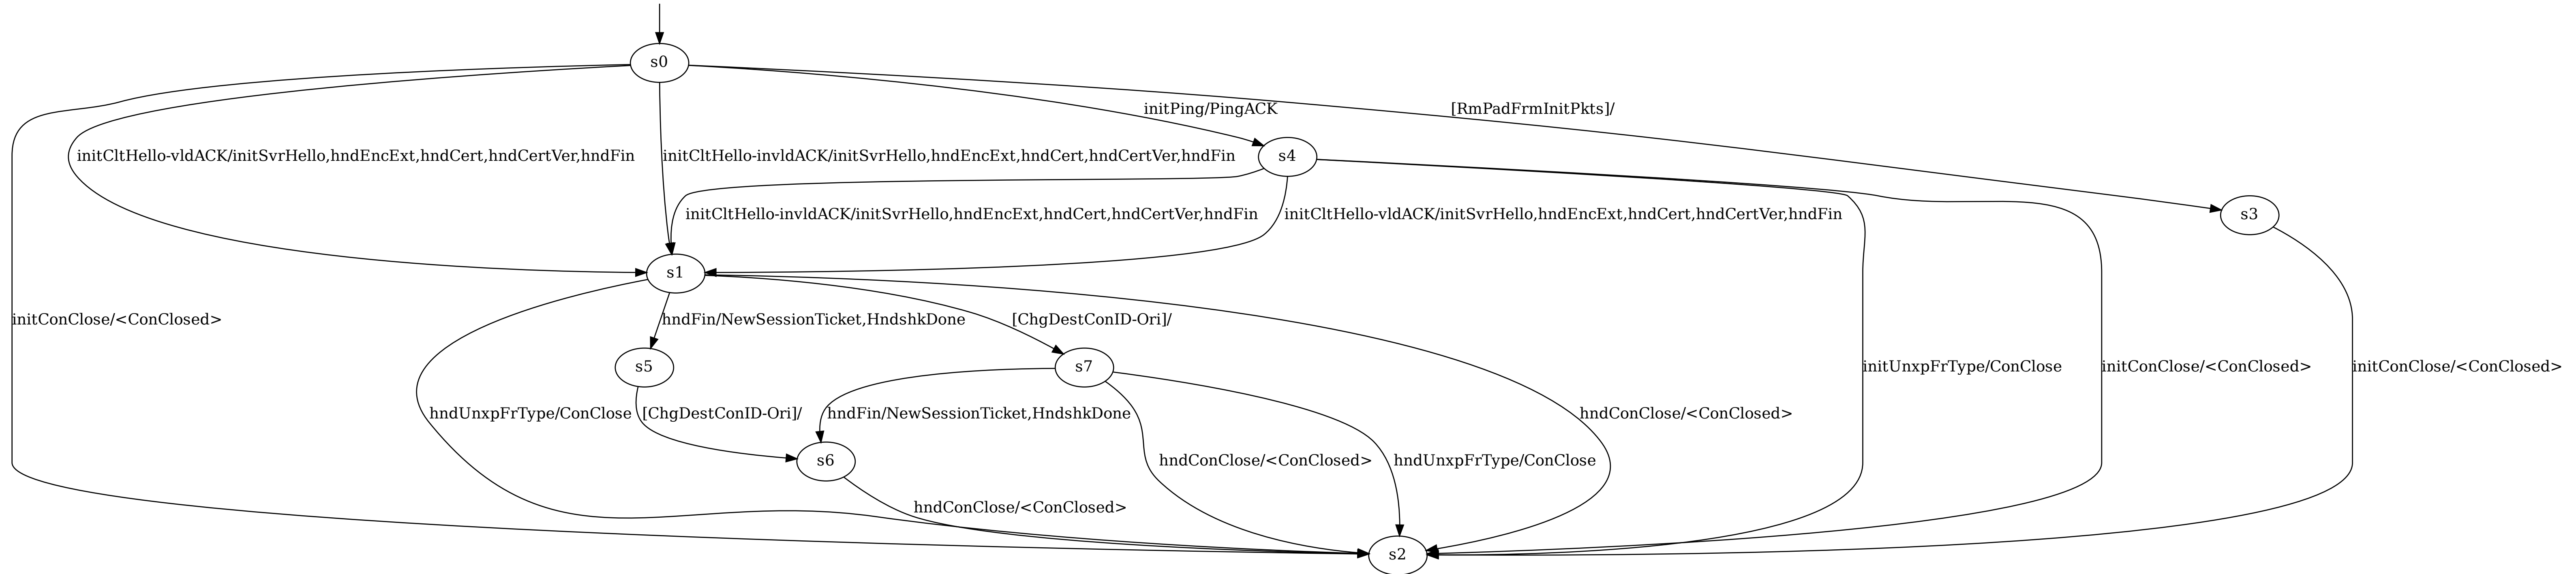 s0
initPing/PingACK
[RmPadFrmInitPkts]/
initCltHello-vldACK/initSvrHello,hndEncExt,hndCert,hndCertVer,hndFin
initCltHello-invldACK/initSvrHello,hndEncExt,hndCert,hndCertVer,hndFin
s4
initCltHello-invldACK/initSvrHello,hndEncExt,hndCert,hndCertVer,hndFin
initCltHello-vldACK/initSvrHello,hndEncExt,hndCert,hndCertVer,hndFin
s3
s1
initConClose/<ConClosed>
hndFin/NewSessionTicket,HndshkDone
[ChgDestConID-Ori]/
s5
s7
initUnxpFrType/ConClose
initConClose/<ConClosed>
initConClose/<ConClosed>
hndUnxpFrType/ConClose
[ChgDestConID-Ori]/
hndFin/NewSessionTicket,HndshkDone
hndConClose/<ConClosed>
s6
hndConClose/<ConClosed>
hndUnxpFrType/ConClose
hndConClose/<ConClosed>
s2